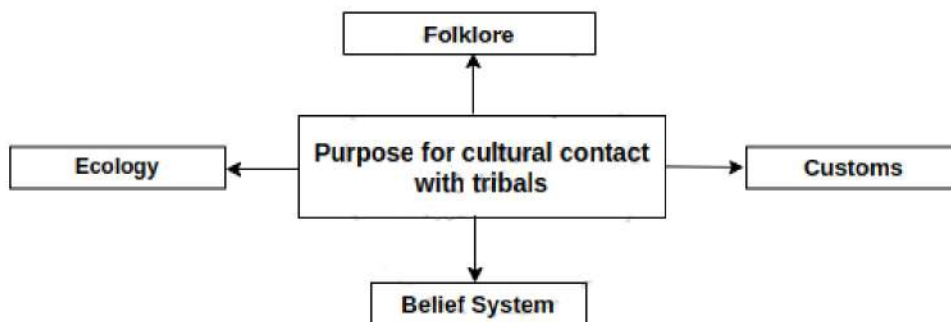 Folklore
Purpose for cultural contact
with tribals
Ecology
Customs
Belief System